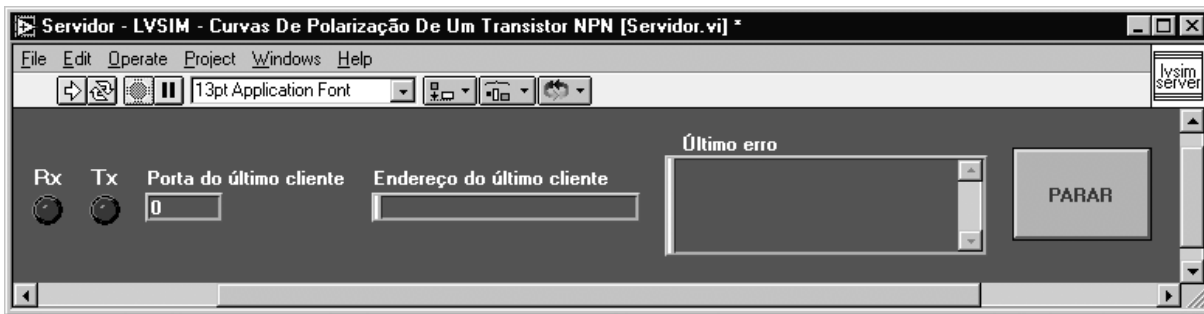 Servidor - LVSIM - Curvas De Polarização De Um Transistor NPN [Servidor.vi] *
File Edit Operate Project Windows Help
13pt Application Font
lvsim
server
Último erro
Rx Tx Porta do último cliente Endereço do último cliente
PARAR
0